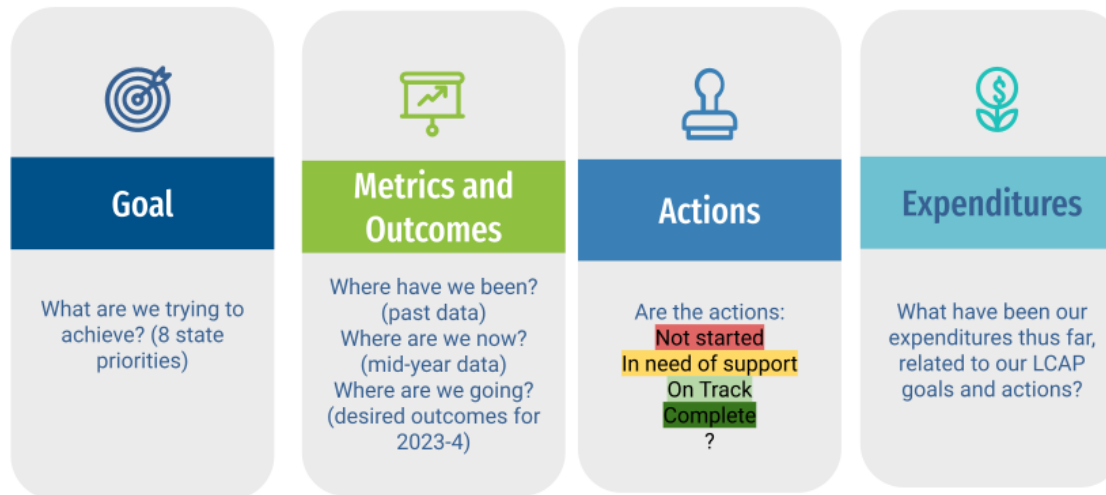 Goal
What are we trying to
achieve? (8 state
priorities)
Metrics and
Outcomes
Where have we been?
(past data)
Where are we now?
(mid-year data)
Where are we going?
(desired outcomes for
2023-4)
Actions
Are the actions:
Not started
In need of support
On Track
Complete
?
$
Expenditures
What have been our
expenditures thus far,
related to our LCAP
goals and actions?